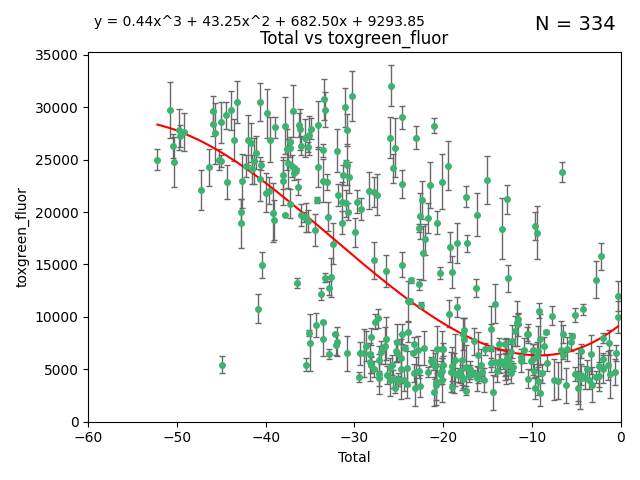 y = 0.44x^3 + 43.25x^2 + 682.50x + 9293.85
N = 334
Total vs toxgreen_fluor
35000
30000
25000
20000
15000
10000
5000
0
toxgreen_fluor
−60 −50 −40 −30 −20 −10 0
Total